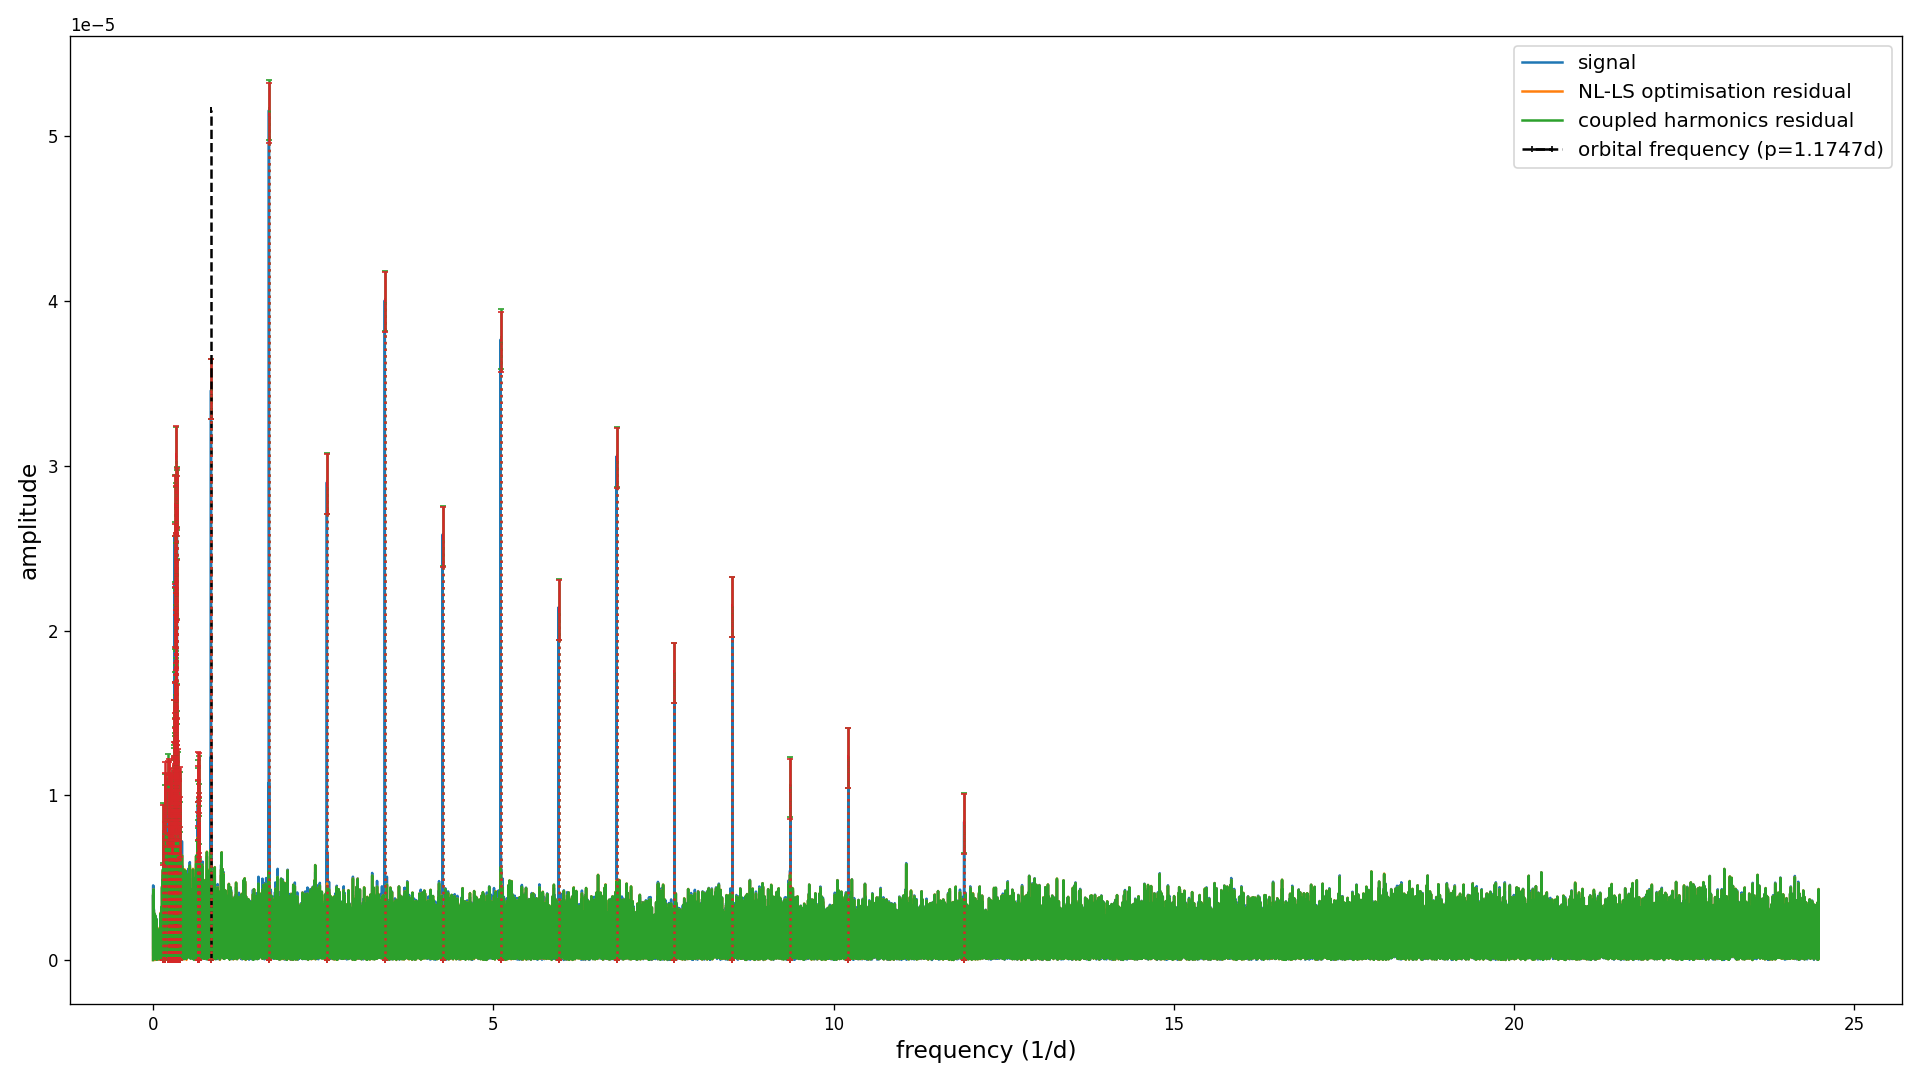 1e−5
signal
NL-LS optimisation residual
coupled harmonics residual
orbital frequency (p=1.1747d)
5
4
3
2
1
0
amplitude
0 5 10 15 20 25
frequency (1/d)